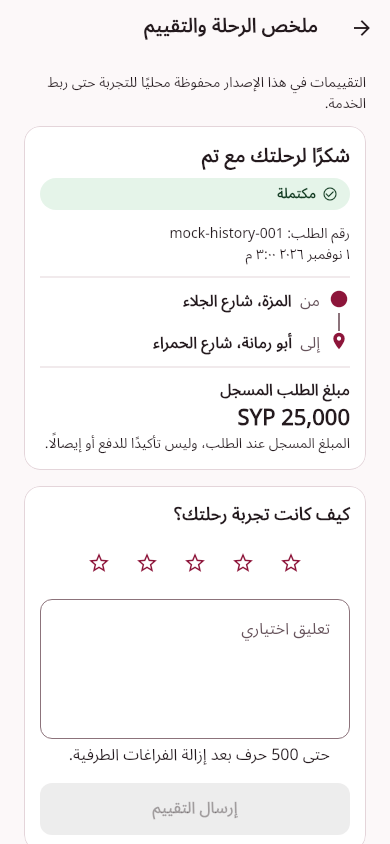 ملخص الرحلة والتقييم
التقييمات في هذا الإصدار محفوظة محليًا للتجربة حتى ربط
الخدمة.
شكرًا لرحلتك مع تم
مكتملة
رقم الطلب: mock-history-001
١ نوفمبر ٢٠٢٦ ٣:٠٠ م
من المزة، شارع الجلاء
إلى أبو رمانة، شارع الحمراء
مبلغ الطلب المسجل
SYP 25,000
المبلغ المسجل عند الطلب، وليس تأكيدًا للدفع أو إيصالًا.
كيف كانت تجربة رحلتك؟
تعليق اختياري
حتى 500 حرف بعد إزالة الفراغات الطرفية.
إرسال التقييم